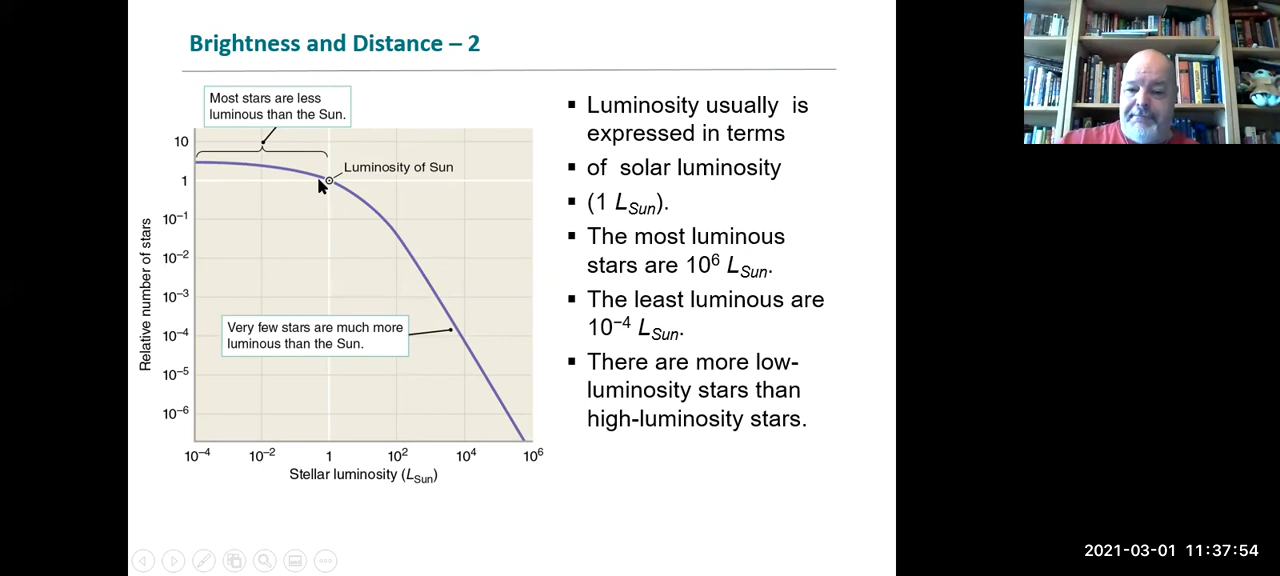 Brightness and Distance – 2
Most stars are less
luminous than the Sun.
10
1
10⁻¹
10⁻²
10⁻³
10⁻⁴
10⁻⁵
10⁻⁶
Relative number of stars
Luminosity of Sun
Very few stars are much more
luminous than the Sun.
10⁻⁴ 10⁻² 1 10² 10⁴ 10⁶
Stellar luminosity (L_Sun)
▪ Luminosity usually is
expressed in terms
▪ of solar luminosity
▪ (1 L_Sun).
▪ The most luminous
stars are 10⁶ L_Sun.
▪ The least luminous are
10⁻⁴ L_Sun.
▪ There are more low-
luminosity stars than
high-luminosity stars.
2021-03-01 11:37:54